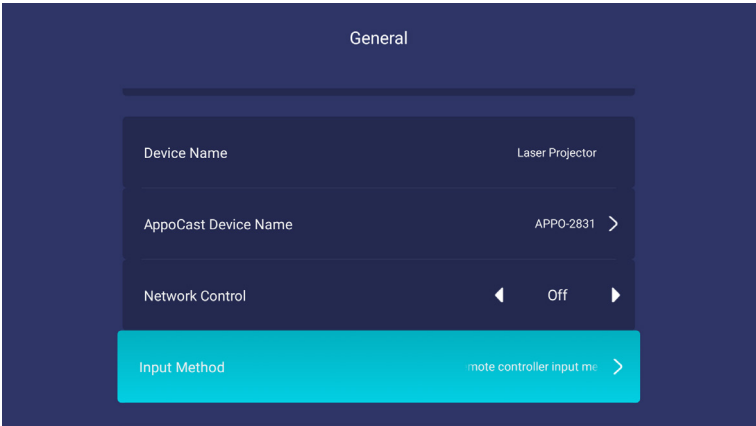 General
Device Name Laser Projector
AppoCast Device Name APPO-2831
Network Control Off
Input Method mote controller input me